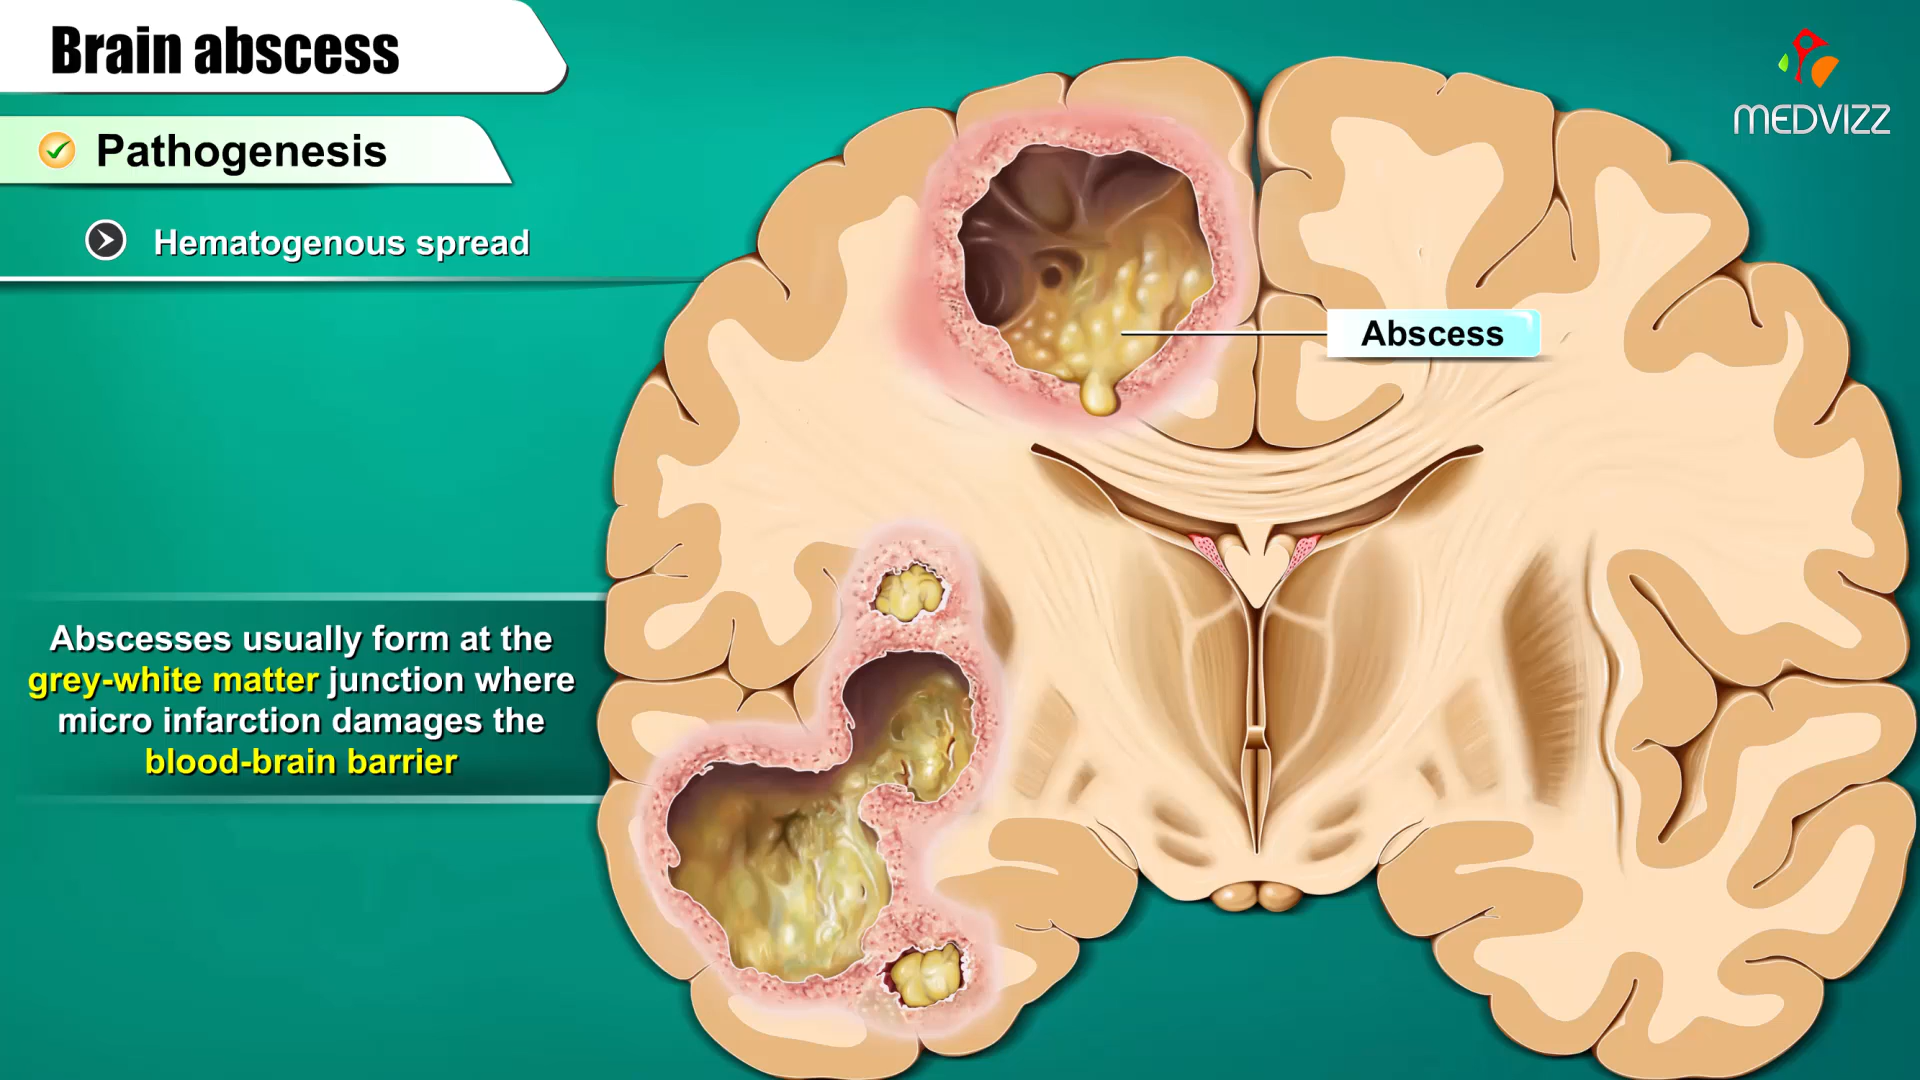 Brain abscess
MEDVIZZ
Pathogenesis
Hematogenous spread
Abscess
Abscesses usually form at the
grey-white matter junction where
micro infarction damages the
blood-brain barrier